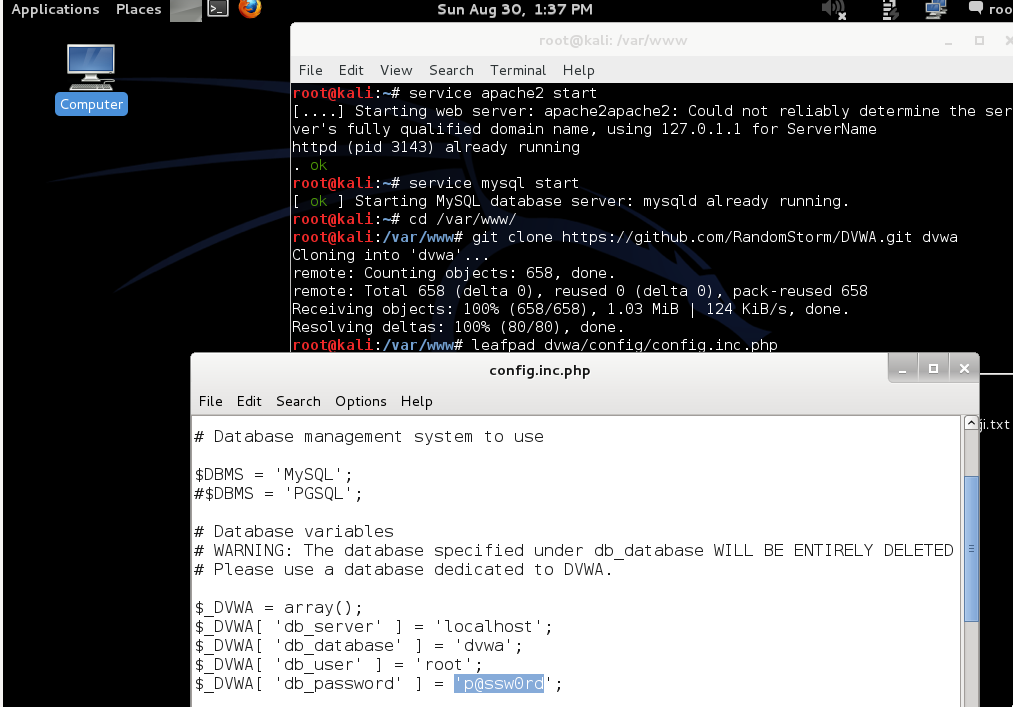 Applications Places Sun Aug 30, 1:37 PM roo
Computer
root@kali: /var/www
File Edit View Search Terminal Help
root@kali:~# service apache2 start
[....] Starting web server: apache2apache2: Could not reliably determine the ser
ver's fully qualified domain name, using 127.0.1.1 for ServerName
httpd (pid 3143) already running
. ok
root@kali:~# service mysql start
[ ok ] Starting MySQL database server: mysqld already running.
root@kali:~# cd /var/www/
root@kali:/var/www# git clone https://github.com/RandomStorm/DVWA.git dvwa
Cloning into 'dvwa'...
remote: Counting objects: 658, done.
remote: Total 658 (delta 0), reused 0 (delta 0), pack-reused 658
Receiving objects: 100% (658/658), 1.03 MiB | 124 KiB/s, done.
Resolving deltas: 100% (80/80), done.
root@kali:/var/www# leafpad dvwa/config/config.inc.php
config.inc.php
File Edit Search Options Help
ji.txt
# Database management system to use
$DBMS = 'MySQL';
#$DBMS = 'PGSQL';
# Database variables
# WARNING: The database specified under db_database WILL BE ENTIRELY DELETED
# Please use a database dedicated to DVWA.
$_DVWA = array();
$_DVWA[ 'db_server' ] = 'localhost';
$_DVWA[ 'db_database' ] = 'dvwa';
$_DVWA[ 'db_user' ] = 'root';
$_DVWA[ 'db_password' ] = 'p@ssw0rd';